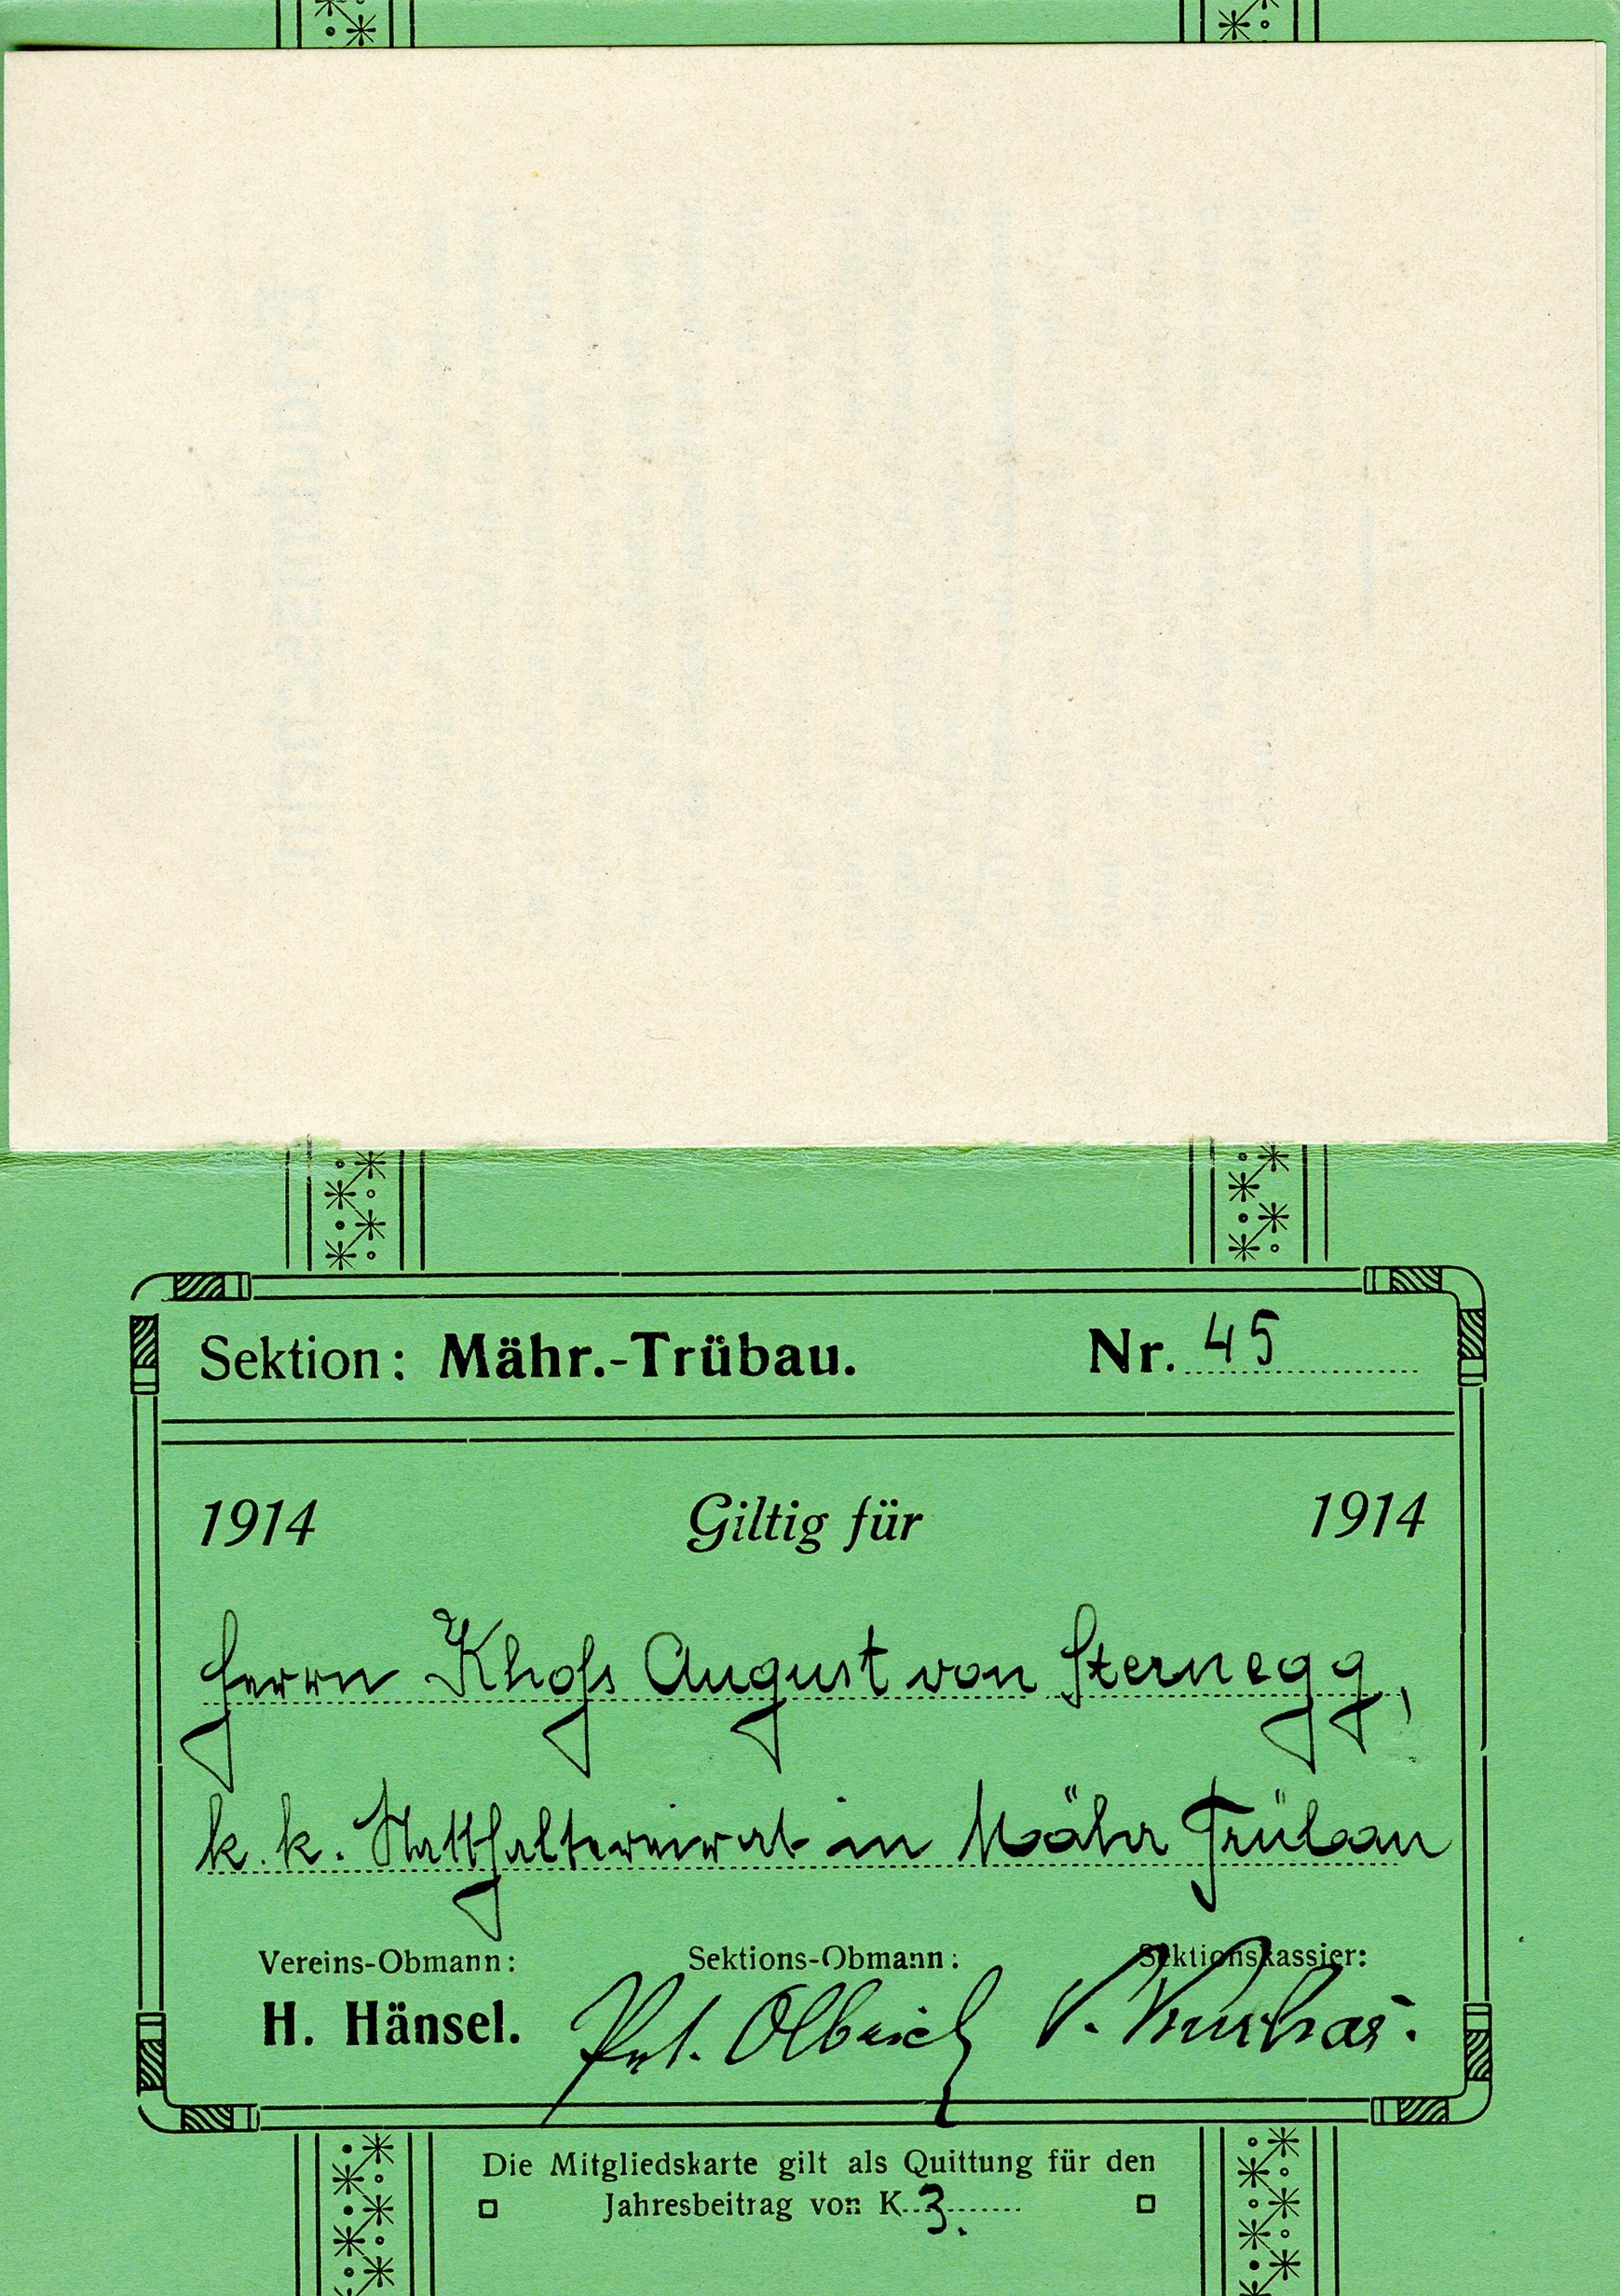 Sektion: Mähr.-Trübau. Nr. 45
1914 Giltig für 1914
Herrn Khoß August von Sternegg,
k. k. Statthaltereirat in Mähr Trübau
Vereins-Obmann: Sektions-Obmann: Sektionskassier:
H. Hänsel. Olbrich V.
Die Mitgliedskarte gilt als Quittung für den
Jahresbeitrag von K 3.